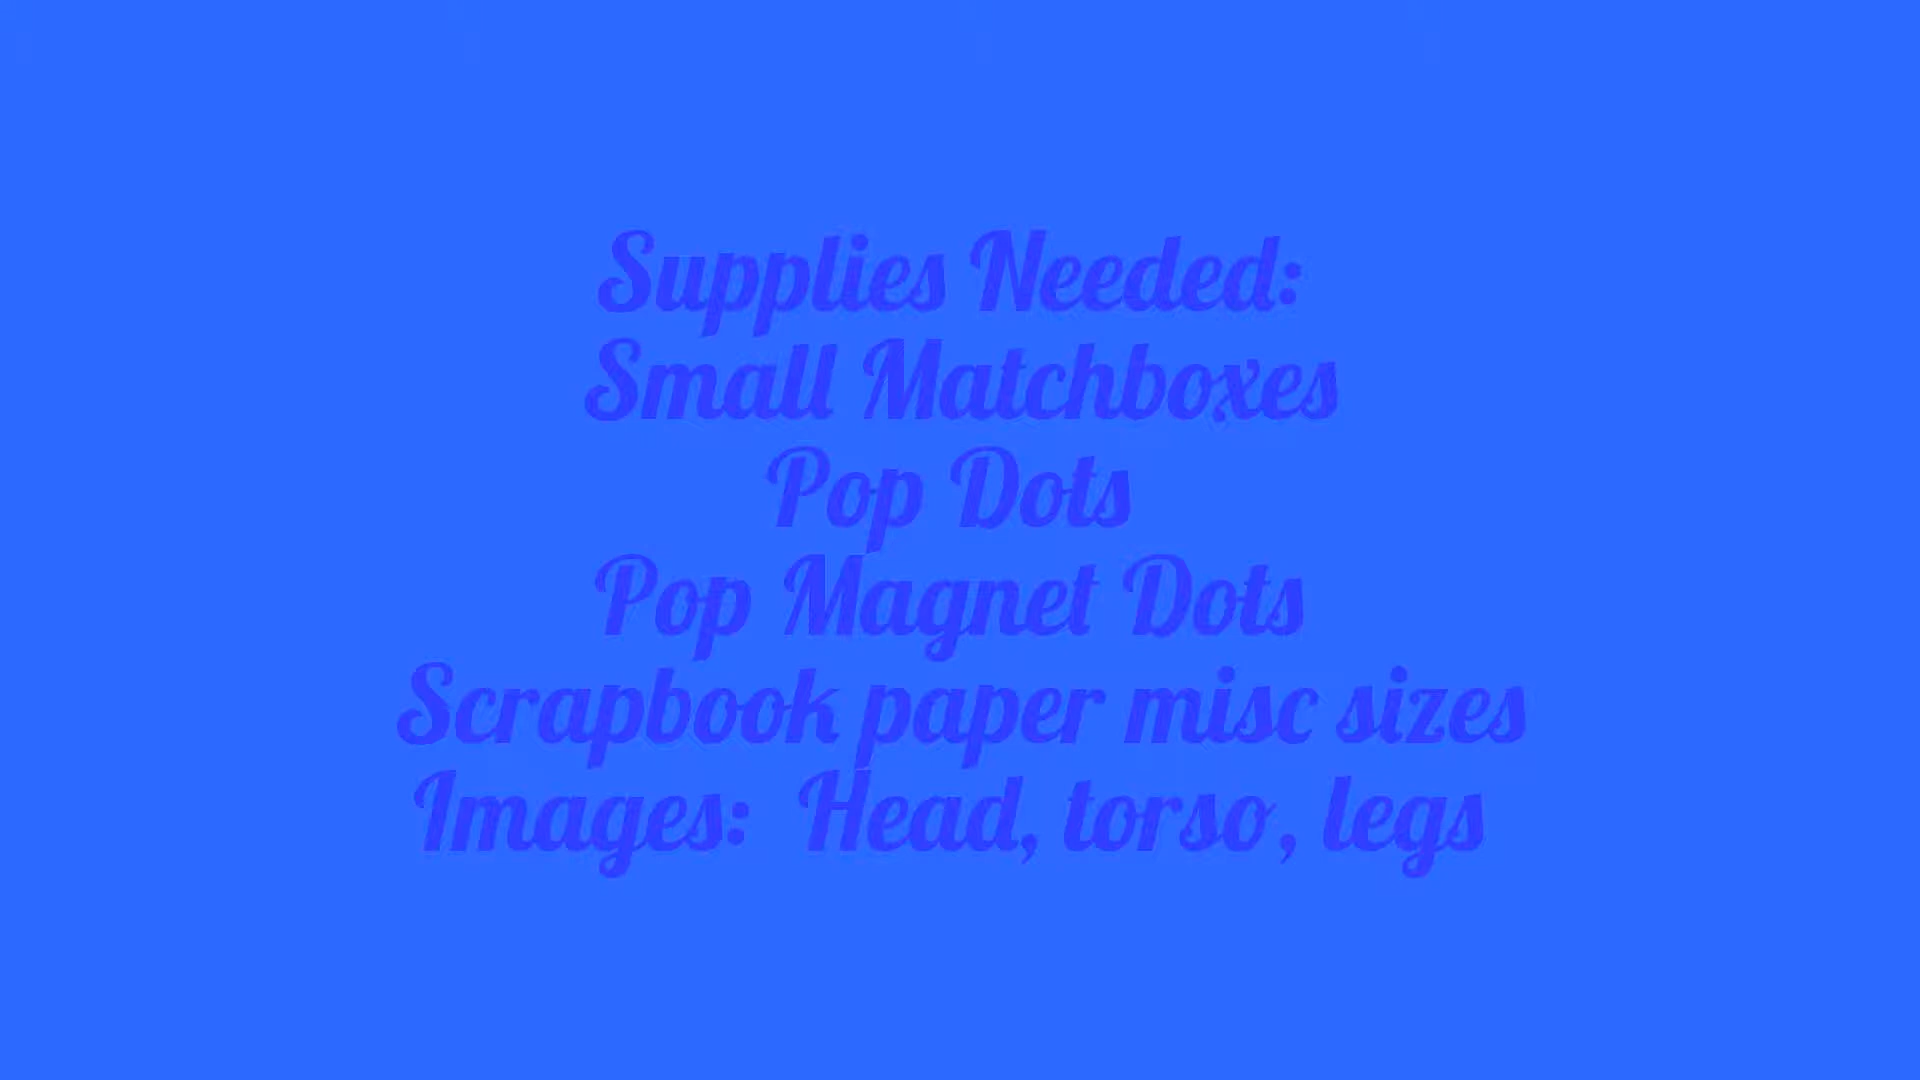 Supplies Needed:
Small Matchboxes
Pop Dots
Pop Magnet Dots
Scrapbook paper misc sizes
Images:  Head, torso, legs